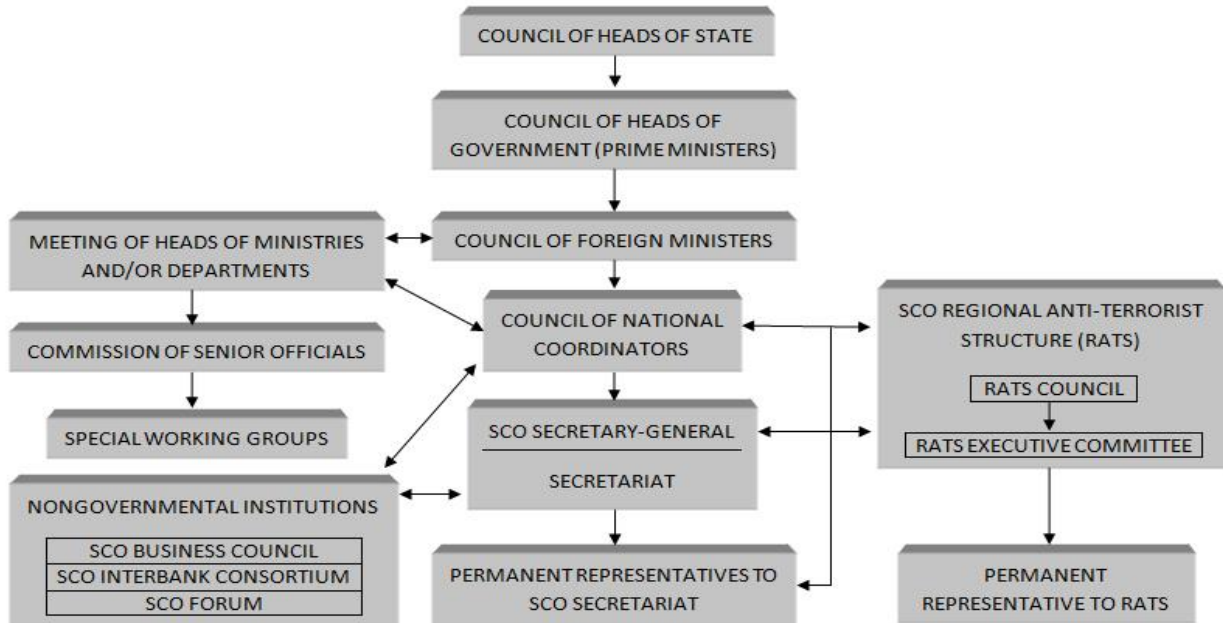 COUNCIL OF HEADS OF STATE
COUNCIL OF HEADS OF
GOVERNMENT (PRIME MINISTERS)
MEETING OF HEADS OF MINISTRIES
AND/OR DEPARTMENTS
COUNCIL OF FOREIGN MINISTERS
COMMISSION OF SENIOR OFFICIALS
SPECIAL WORKING GROUPS
COUNCIL OF NATIONAL
COORDINATORS
SCO REGIONAL ANTI-TERRORIST
STRUCTURE (RATS)
RATS COUNCIL
RATS EXECUTIVE COMMITTEE
SCO SECRETARY-GENERAL
SECRETARIAT
NONGOVERNMENTAL INSTITUTIONS
SCO BUSINESS COUNCIL
SCO INTERBANK CONSORTIUM
SCO FORUM
PERMANENT REPRESENTATIVES TO
SCO SECRETARIAT
PERMANENT
REPRESENTATIVE TO RATS